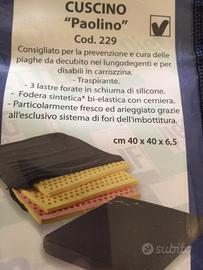 CUSCINO
"Paolino"
Cod. 229
Consigliato per la prevenzione e cura delle
piaghe da decubito nei lungodegenti e per
disabili in carrozzina.
- Traspirante.
- 3 lastre forate in schiuma di silicone.
- Fodera sintetica* bi-elastica con cerniera.
- Particolarmente fresco ed arieggiato grazie
all'esclusivo sistema di fori dell'imbottitura.
cm 40 x 40 x 6,5
subito